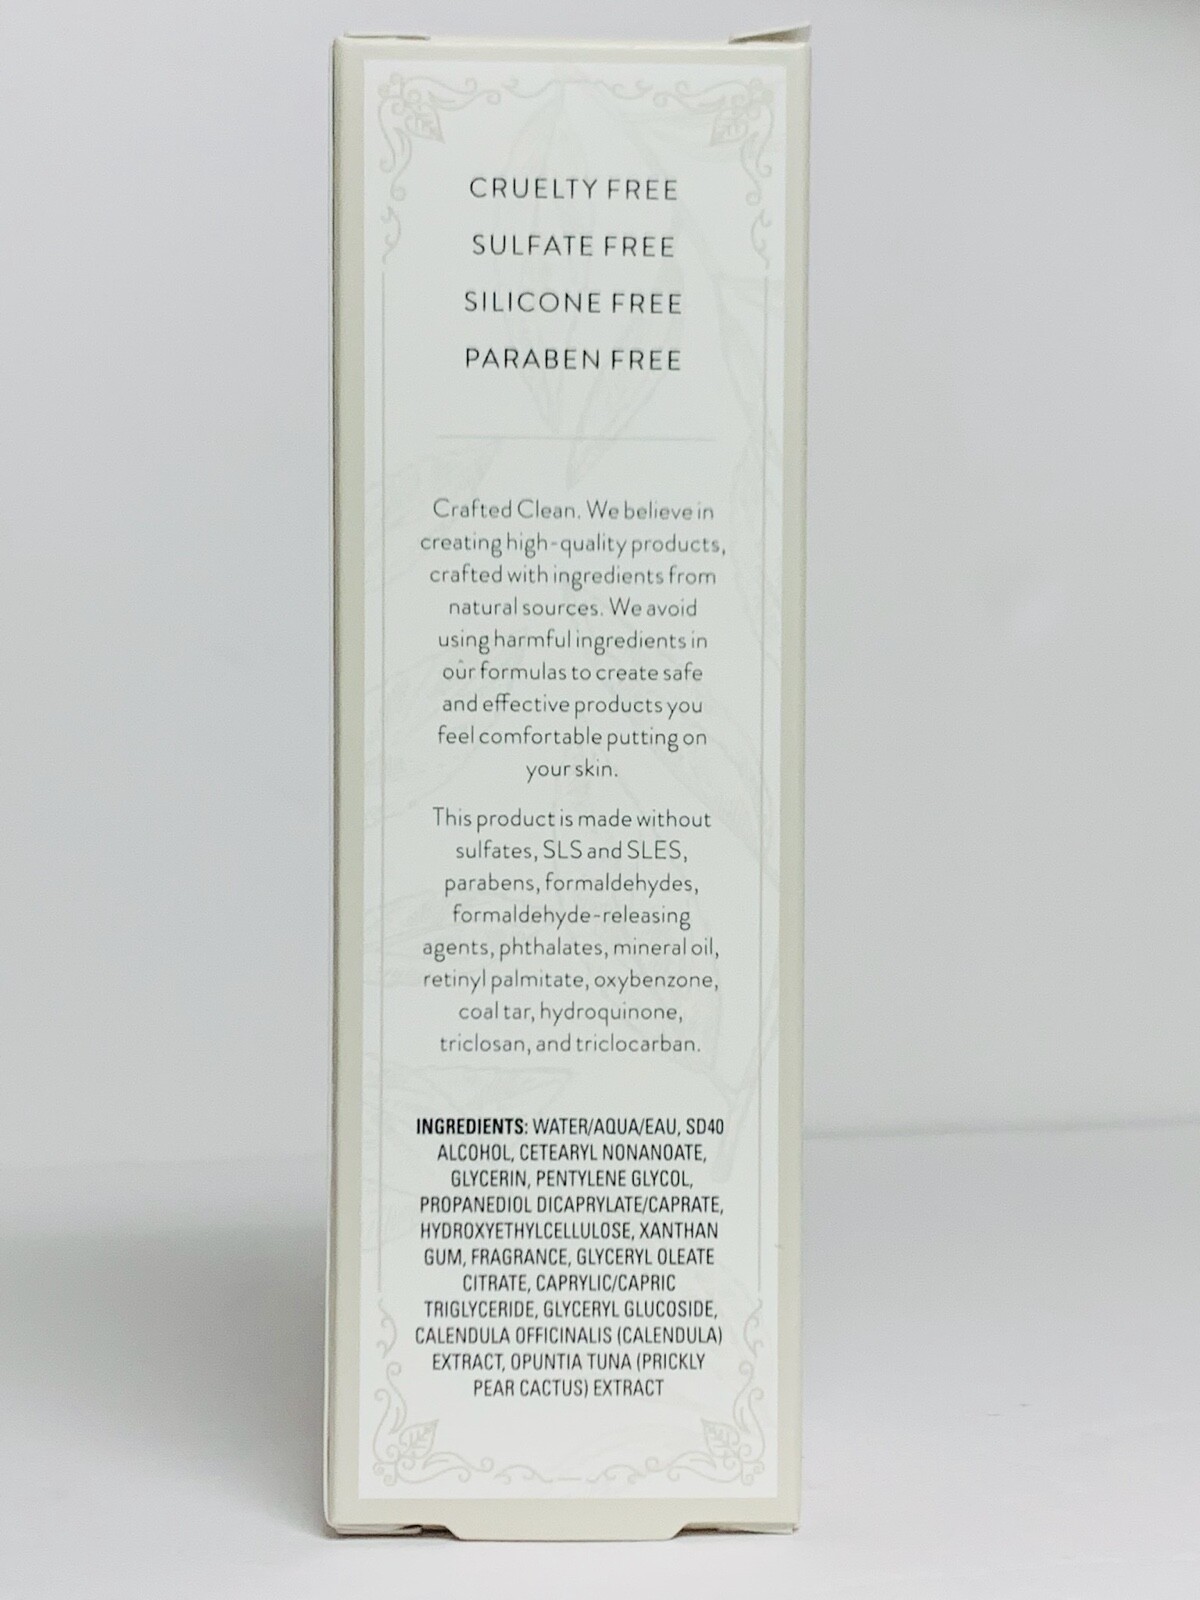 CRUELTY FREE
SULFATE FREE
SILICONE FREE
PARABEN FREE
Crafted Clean. We believe in
creating high-quality products,
crafted with ingredients from
natural sources. We avoid
using harmful ingredients in
our formulas to create safe
and effective products you
feel comfortable putting on
your skin.
This product is made without
sulfates, SLS and SLES,
parabens, formaldehydes,
formaldehyde-releasing
agents, phthalates, mineral oil,
retinyl palmitate, oxybenzone,
coal tar, hydroquinone,
triclosan, and triclocarban.
INGREDIENTS: WATER/AQUA/EAU, SD40
ALCOHOL, CETEARYL NONANOATE,
GLYCERIN, PENTYLENE GLYCOL,
PROPANEDIOL DICAPRYLATE/CAPRATE,
HYDROXYETHYLCELLULOSE, XANTHAN
GUM, FRAGRANCE, GLYCERYL OLEATE
CITRATE, CAPRYLIC/CAPRIC
TRIGLYCERIDE, GLYCERYL GLUCOSIDE,
CALENDULA OFFICINALIS (CALENDULA)
EXTRACT, OPUNTIA TUNA (PRICKLY
PEAR CACTUS) EXTRACT